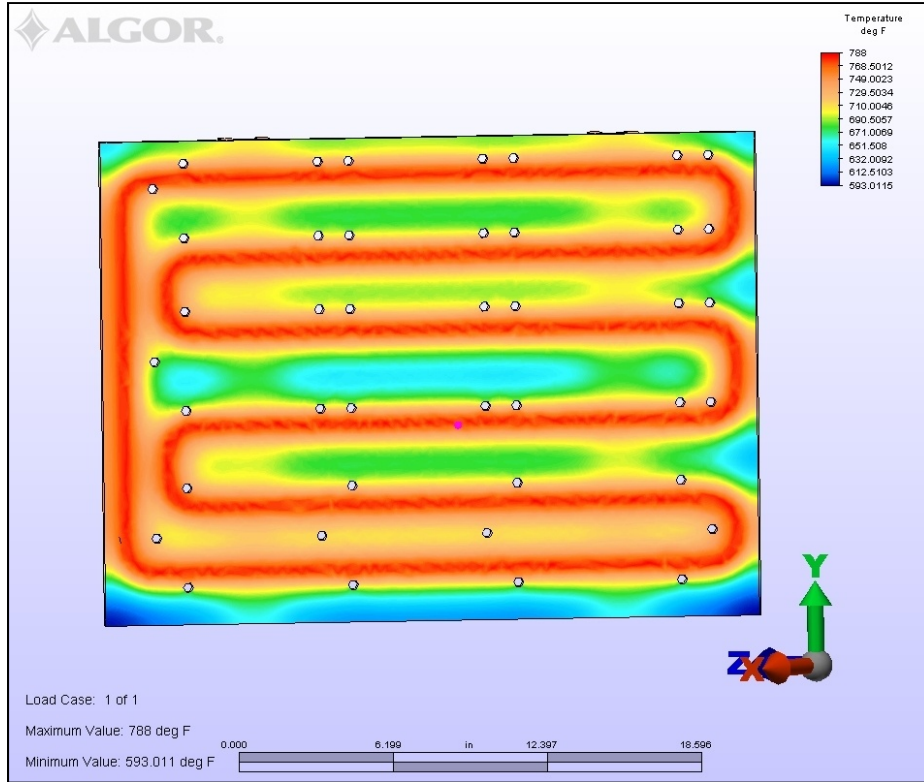 ALGOR®
Temperature
deg F
788
768.5012
749.0023
729.5034
710.0046
690.5057
671.0069
651.508
632.0092
612.5103
593.0115
Y
ZX
Load Case: 1 of 1
Maximum Value: 788 deg F
Minimum Value: 593.011 deg F
0.000 6.199 in 12.397 18.596